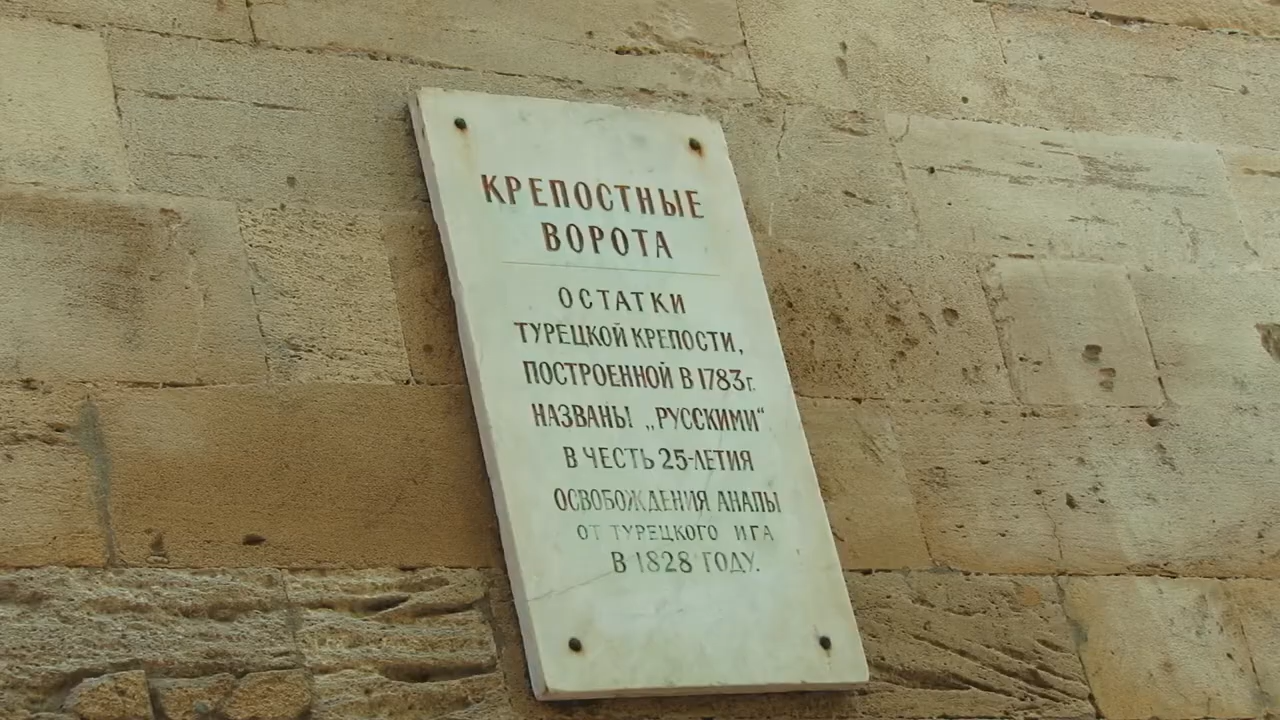 КРЕПОСТНЫЕ
ВОРОТА
ОСТАТКИ
ТУРЕЦКОЙ КРЕПОСТИ,
ПОСТРОЕННОЙ В 1783г.
НАЗВАНЫ „РУССКИМИ“
В ЧЕСТЬ 25-ЛЕТИЯ
ОСВОБОЖДЕНИЯ АНАПЫ
ОТ ТУРЕЦКОГО ИГА
В 1828 ГОДУ.